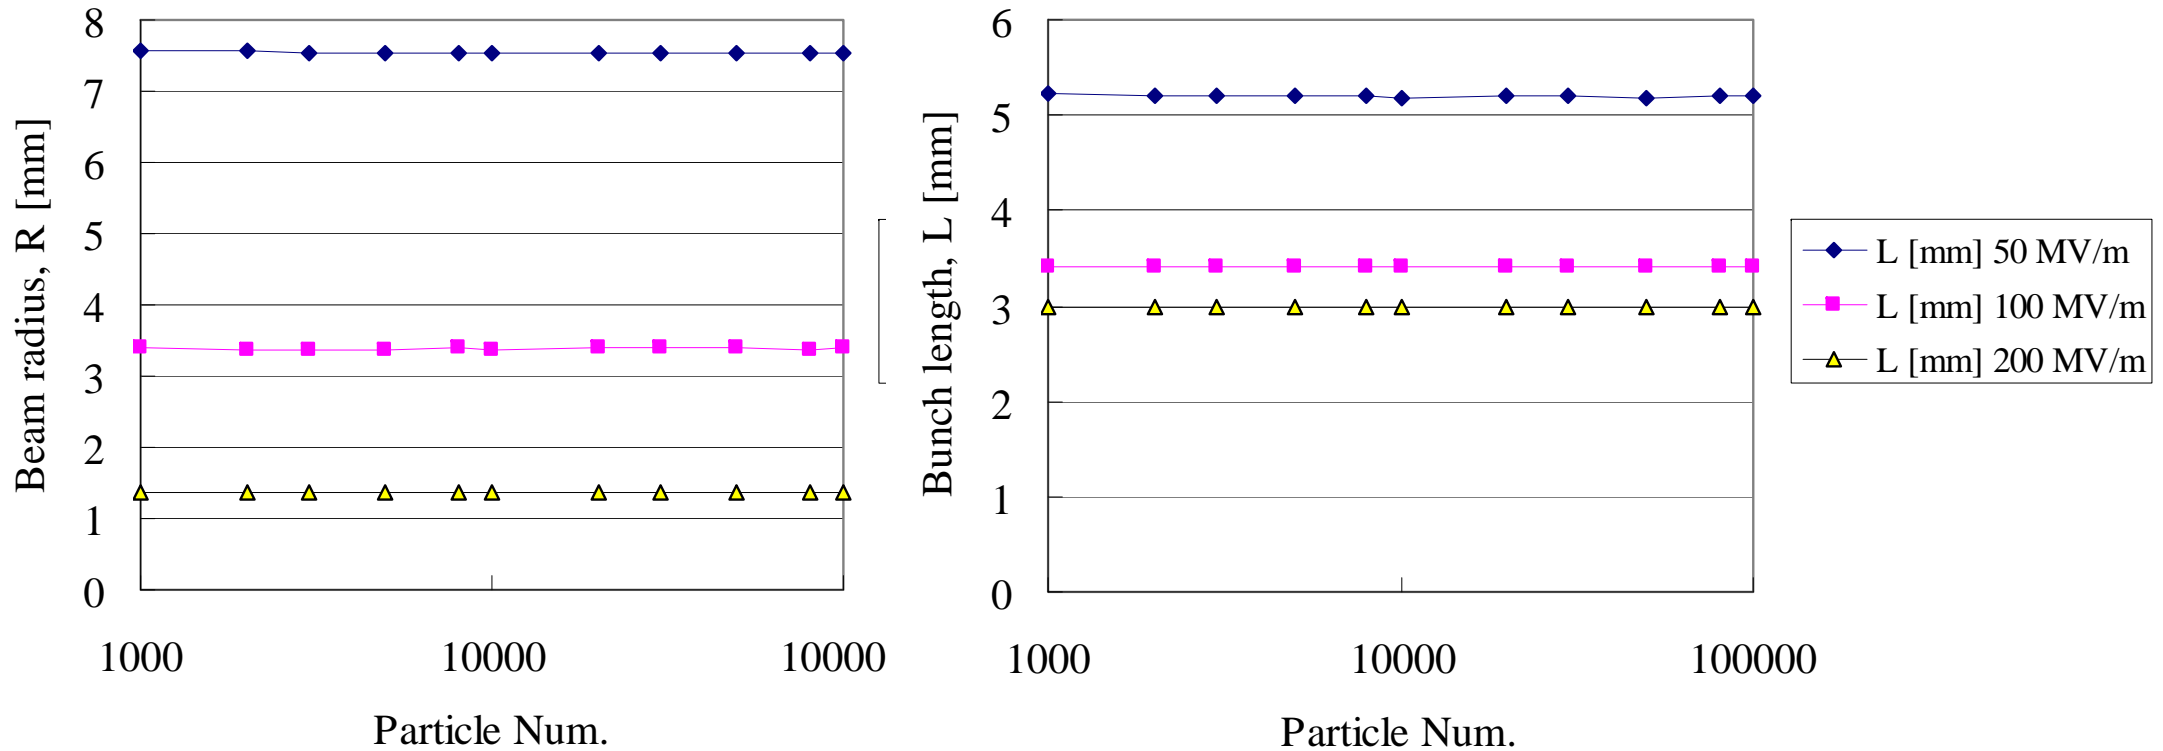 8
7
6
5
4
3
2
1
0
Beam radius, R [mm]
1000 10000 10000
Particle Num.
6
5
4
3
2
1
0
Bunch length, L [mm]
1000 10000 100000
Particle Num.
L [mm] 50 MV/m
L [mm] 100 MV/m
L [mm] 200 MV/m